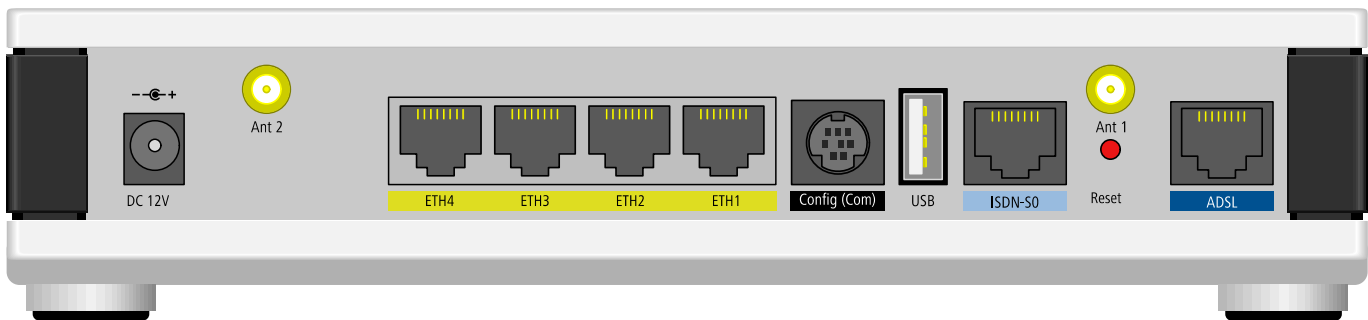 Ant 2
Ant 1
DC 12V
ETH4
ETH3
ETH2
ETH1
Config (Com)
USB
ISDN-S0
Reset
ADSL